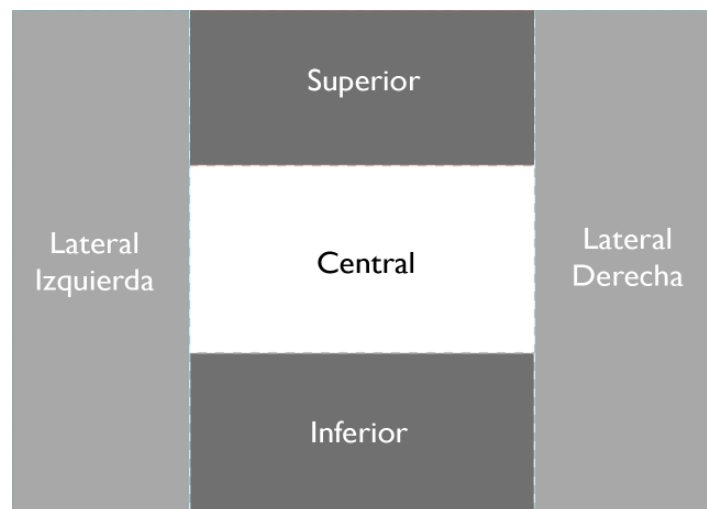 Superior
Lateral
Izquierda
Central
Lateral
Derecha
Inferior